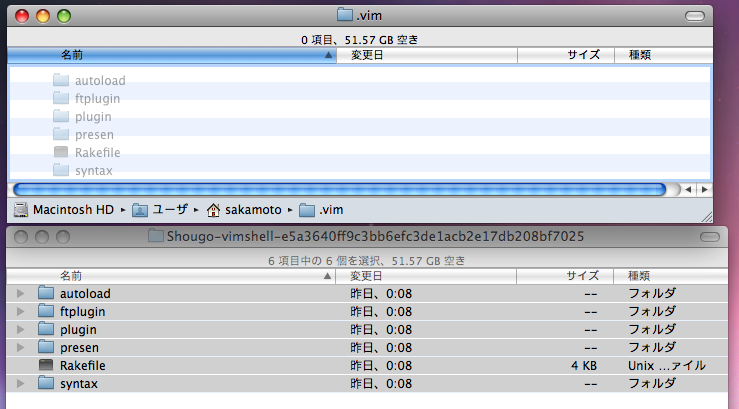 .vim
0 項目、51.57 GB 空き
名前 変更日 サイズ 種類
autoload
ftplugin
plugin
presen
Rakefile
syntax
Macintosh HD ▸ ユーザ ▸ sakamoto ▸ .vim
Shougo-vimshell-e5a3640ff9c3bb6efc3de1acb2e17db208bf7025
6 項目中の 6 個を選択、51.57 GB 空き
名前 変更日 サイズ 種類
autoload 昨日、0:08 -- フォルダ
ftplugin 昨日、0:08 -- フォルダ
plugin 昨日、0:08 -- フォルダ
presen 昨日、0:08 -- フォルダ
Rakefile 昨日、0:08 4 KB Unix ...ァイル
syntax 昨日、0:08 -- フォルダ